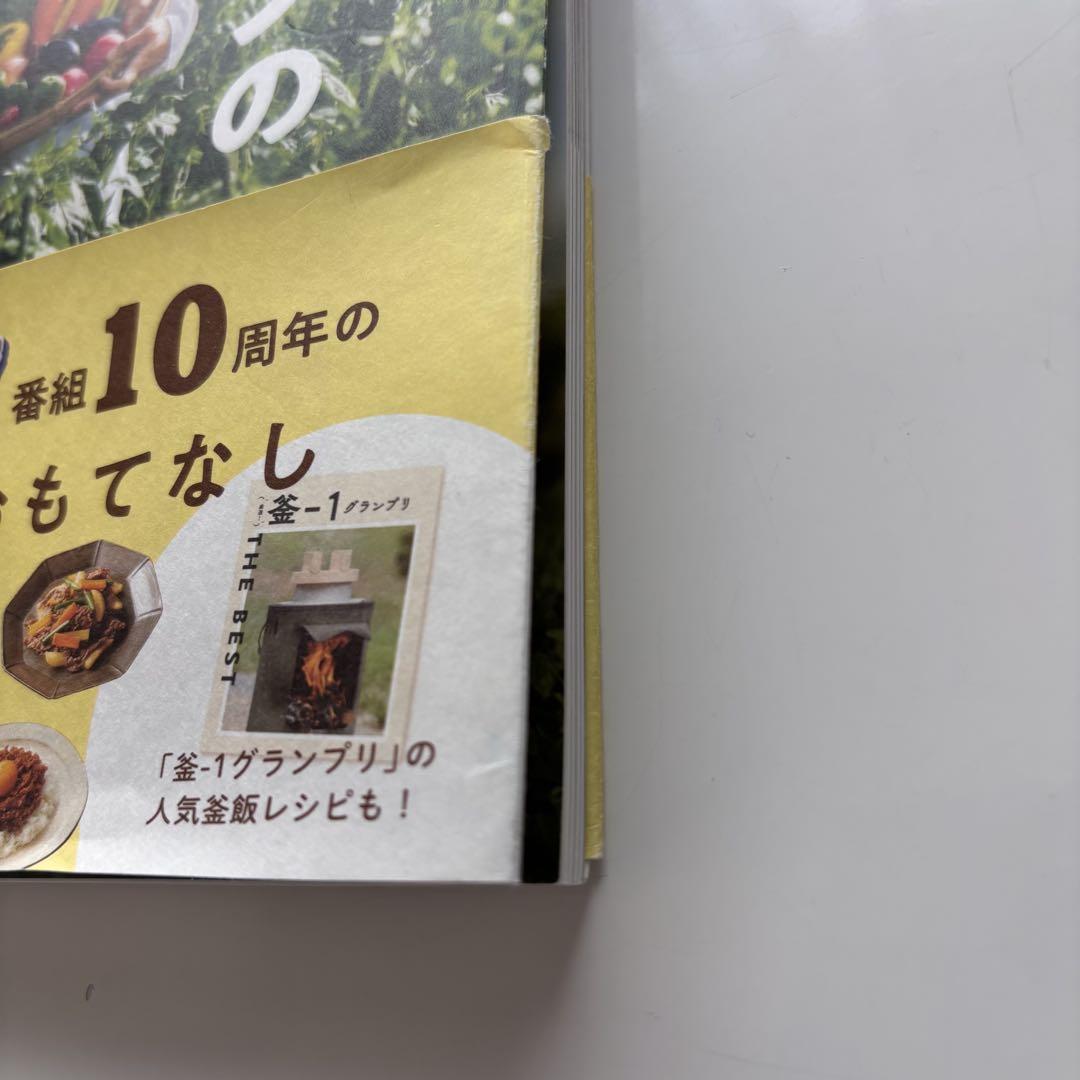 の
番組10周年の
おもてなし
釜-1グランプリ
THE BEST
「釜-1グランプリ」の
人気釜飯レシピも！